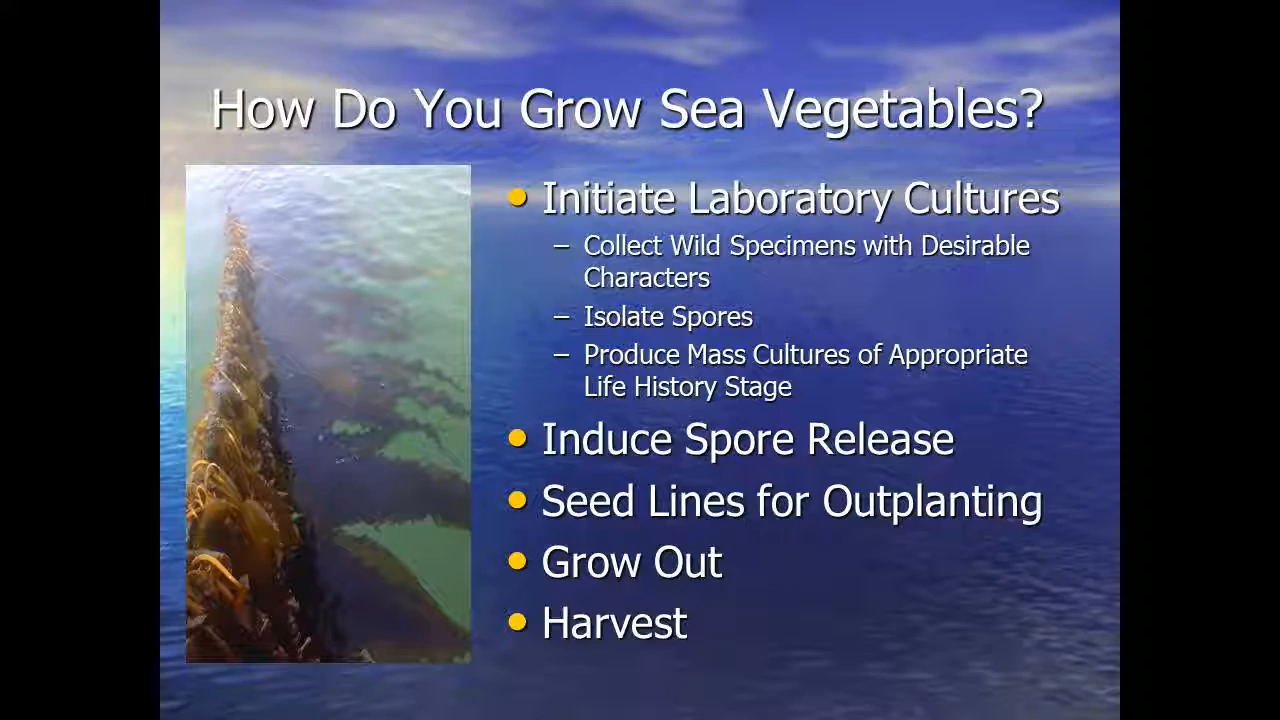 How Do You Grow Sea Vegetables?
• Initiate Laboratory Cultures
– Collect Wild Specimens with Desirable
Characters
– Isolate Spores
– Produce Mass Cultures of Appropriate
Life History Stage
• Induce Spore Release
• Seed Lines for Outplanting
• Grow Out
• Harvest